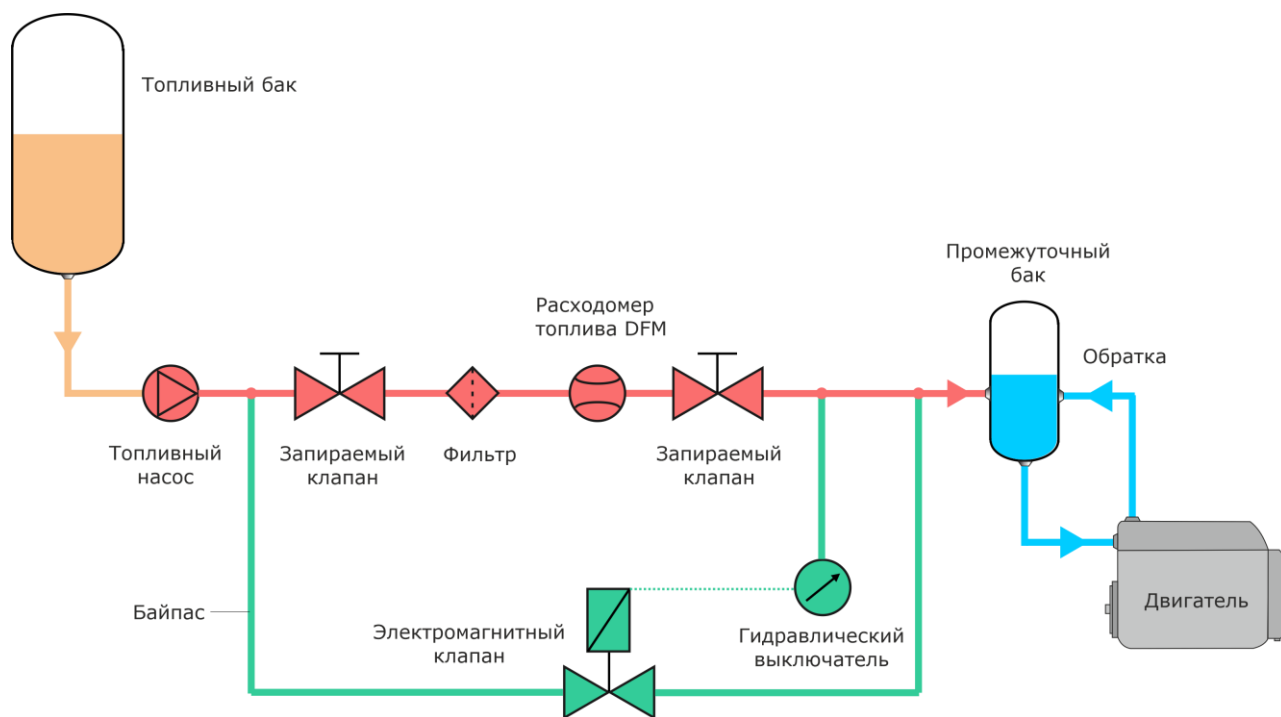 Топливный бак
Промежуточный
бак
Расходомер
топлива DFM
Обратка
Топливный
насос
Запираемый
клапан
Фильтр
Запираемый
клапан
Байпас
Электромагнитный
клапан
Гидравлический
выключатель
Двигатель